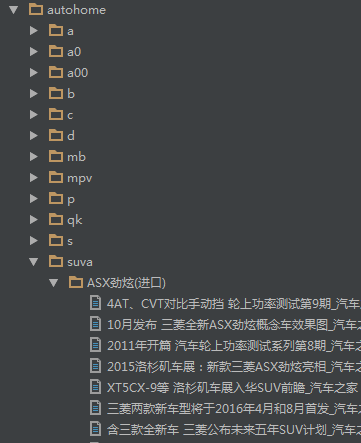 autohome
a
a0
a00
b
c
d
mb
mpv
p
qk
s
suva
ASX劲炫(进口)
4AT、CVT对比手动挡 轮上功率测试第9期_汽车
10月发布 三菱全新ASX劲炫概念车效果图_汽车之
2011年开篇 汽车轮上功率测试系列第8期_汽车之
2015洛杉矶车展：新款三菱ASX劲炫亮相_汽车之
XT5CX-9等 洛杉矶车展入华SUV前瞻_汽车之家
三菱两款新车型将于2016年4月和8月首发_汽车之
含三款全新车 三菱公布未来五年SUV计划_汽车之